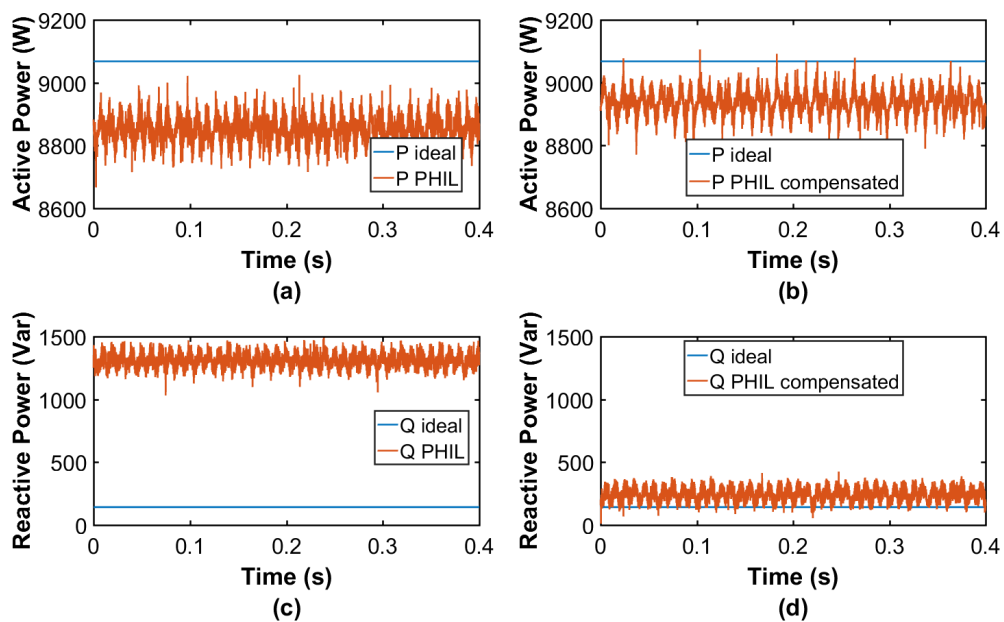 9200
9000
8800
8600
Active Power (W)
P ideal
P PHIL
0 0.1 0.2 0.3 0.4
Time (s)
(a)
9200
9000
8800
8600
Active Power (W)
P ideal
P PHIL compensated
0 0.1 0.2 0.3 0.4
Time (s)
(b)
1500
1000
500
0
Reactive Power (Var)
Q ideal
Q PHIL
0 0.1 0.2 0.3 0.4
Time (s)
(c)
1500
1000
500
0
Reactive Power (Var)
Q ideal
Q PHIL compensated
0 0.1 0.2 0.3 0.4
Time (s)
(d)